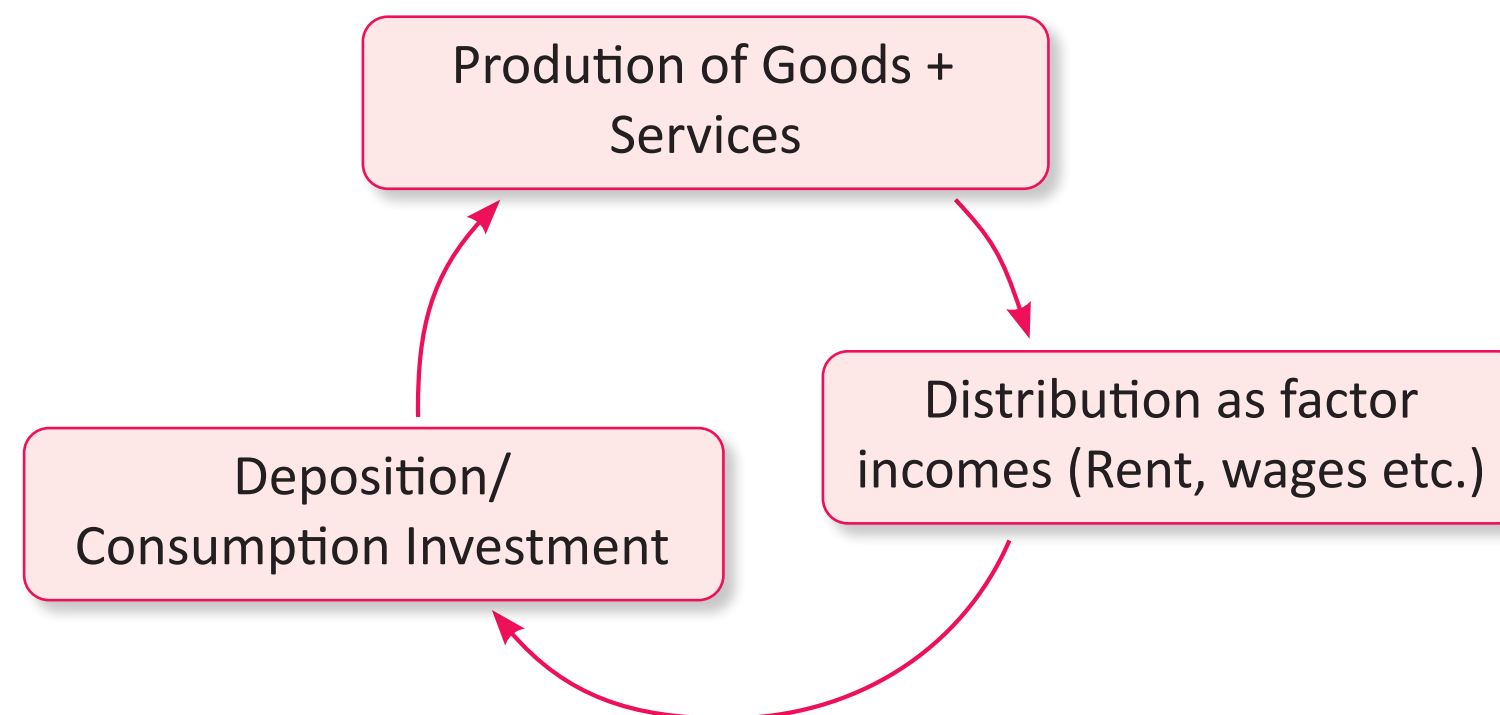 Prodution of Goods +
Services
Distribution as factor
incomes (Rent, wages etc.)
Deposition/
Consumption Investment